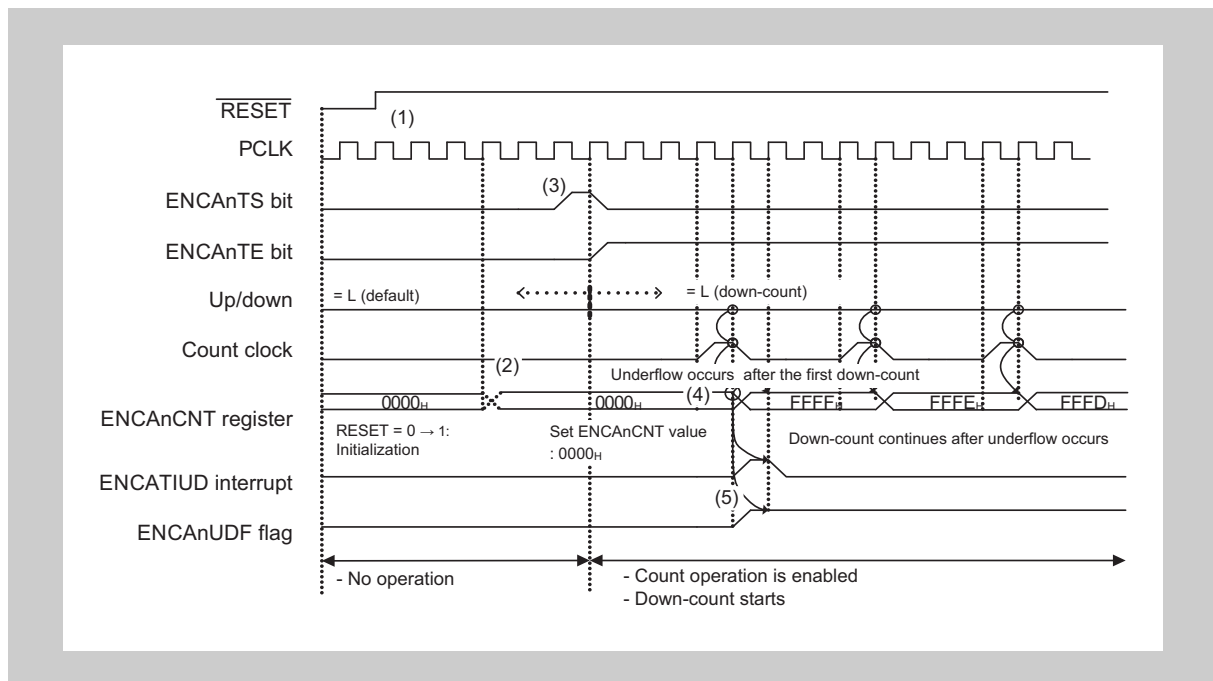 RESET
(1)
PCLK
(3)
ENCAnTS bit
ENCAnTE bit
Up/down
= L (default)
= L (down-count)
Count clock
(2)
Underflow occurs after the first down-count
(4)
ENCAnCNT register
0000H
0000H
FFFFH
FFFEH
FFFDH
RESET = 0 → 1:
Initialization
Set ENCAnCNT value
: 0000H
Down-count continues after underflow occurs
ENCATIUD interrupt
(5)
ENCAnUDF flag
- No operation
- Count operation is enabled
- Down-count starts